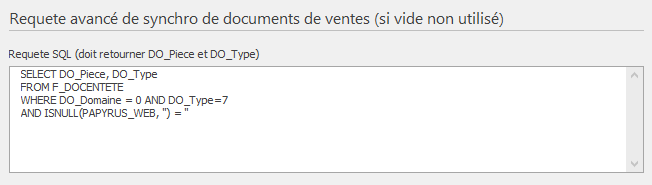 Requete avancé de synchro de documents de ventes (si vide non utilisé)
Requete SQL (doit retourner DO_Piece et DO_Type)
SELECT DO_Piece, DO_Type
FROM F_DOCENTETE
WHERE DO_Domaine = 0 AND DO_Type=7
AND ISNULL(PAPYRUS_WEB, '') = ''